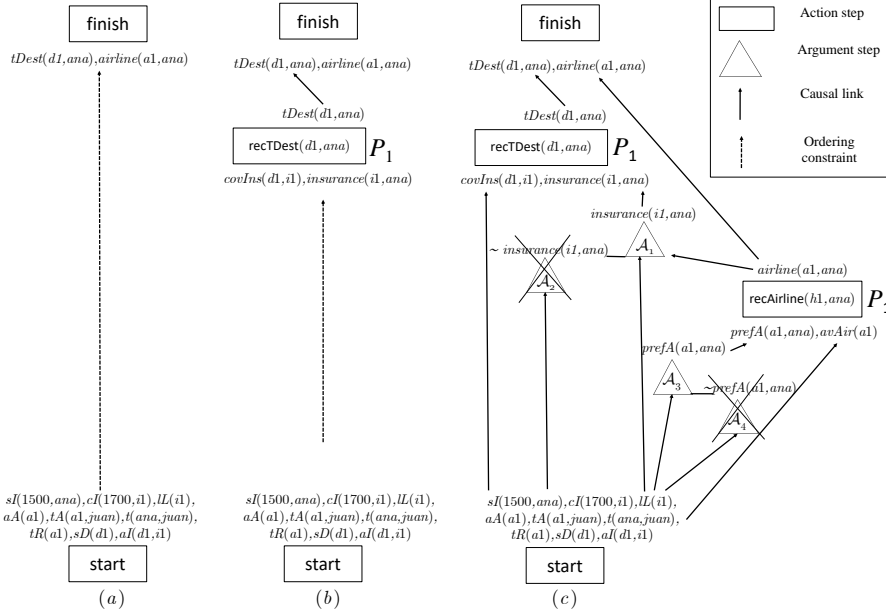 finish
tDest(d1,ana),airline(a1,ana)
sI(1500,ana),cI(1700,i1),lL(i1),
aA(a1),tA(a1,juan),t(ana,juan),
tR(a1),sD(d1),aI(d1,i1)
start
(a)
finish
tDest(d1,ana),airline(a1,ana)
tDest(d1,ana)
recTDest(d1,ana) P1
covIns(d1,i1),insurance(i1,ana)
sI(1500,ana),cI(1700,i1),lL(i1),
aA(a1),tA(a1,juan),t(ana,juan),
tR(a1),sD(d1),aI(d1,i1)
start
(b)
finish
tDest(d1,ana),airline(a1,ana)
tDest(d1,ana)
recTDest(d1,ana) P1
covIns(d1,i1),insurance(i1,ana)
insurance(i1,ana)
~ insurance(i1,ana)
A1
A2
airline(a1,ana)
recAirline(h1,ana) P2
prefA(a1,ana),avAir(a1)
prefA(a1,ana)
A3
~prefA(a1,ana)
A4
sI(1500,ana),cI(1700,i1),lL(i1),
aA(a1),tA(a1,juan),t(ana,juan),
tR(a1),sD(d1),aI(d1,i1)
start
(c)
Action step
Argument step
Causal link
Ordering
constraint